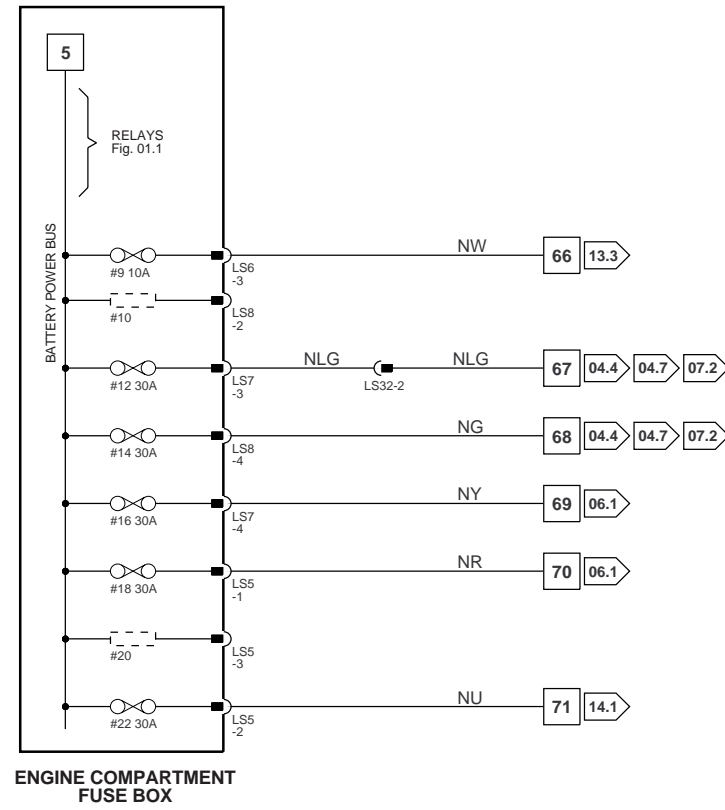 5
RELAYS
Fig. 01.1
BATTERY POWER BUS
#9 10A
LS6
-3
NW
66 13.3
#10
LS8
-2
#12 30A
LS7
-3
NLG
LS32-2
NLG
67 04.4 04.7 07.2
#14 30A
LS8
-4
NG
68 04.4 04.7 07.2
#16 30A
LS7
-4
NY
69 06.1
#18 30A
LS5
-1
NR
70 06.1
#20
LS5
-3
#22 30A
LS5
-2
NU
71 14.1
ENGINE COMPARTMENT
FUSE BOX